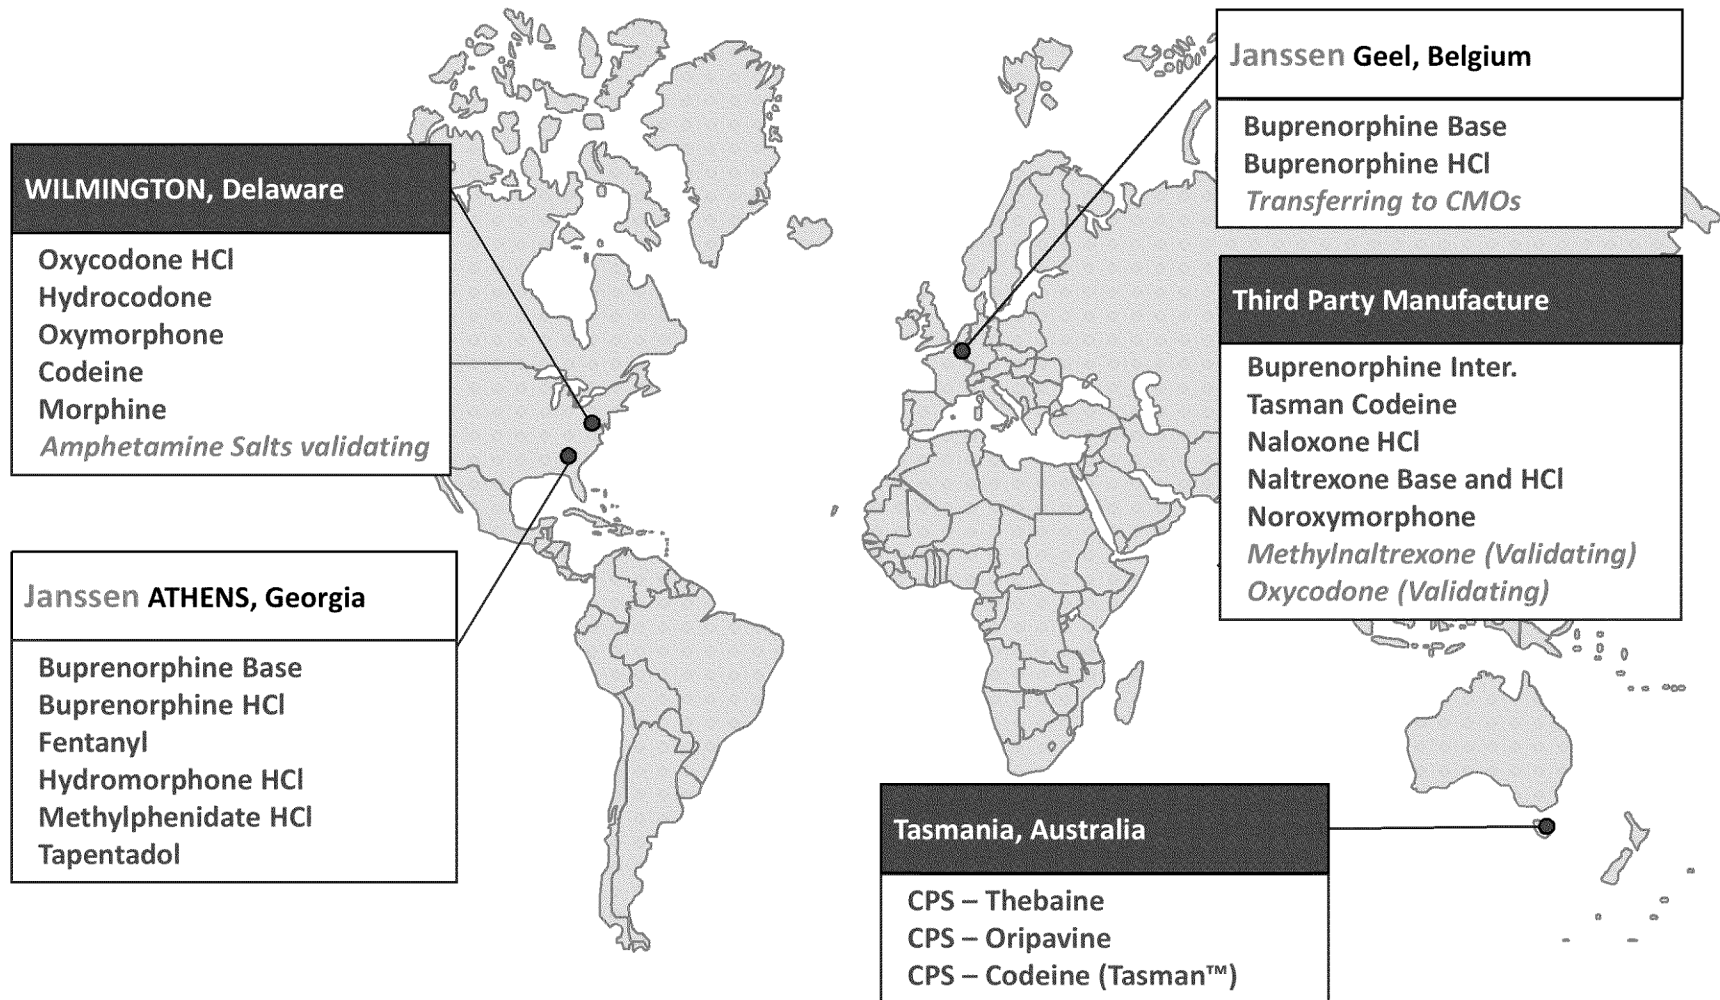 WILMINGTON, Delaware
Oxycodone HCl
Hydrocodone
Oxymorphone
Codeine
Morphine
Amphetamine Salts validating
Janssen ATHENS, Georgia
Buprenorphine Base
Buprenorphine HCl
Fentanyl
Hydromorphone HCl
Methylphenidate HCl
Tapentadol
Janssen Geel, Belgium
Buprenorphine Base
Buprenorphine HCl
Transferring to CMOs
Third Party Manufacture
Buprenorphine Inter.
Tasman Codeine
Naloxone HCl
Naltrexone Base and HCl
Noroxymorphone
Methylnaltrexone (Validating)
Oxycodone (Validating)
Tasmania, Australia
CPS – Thebaine
CPS – Oripavine
CPS – Codeine (Tasman™)